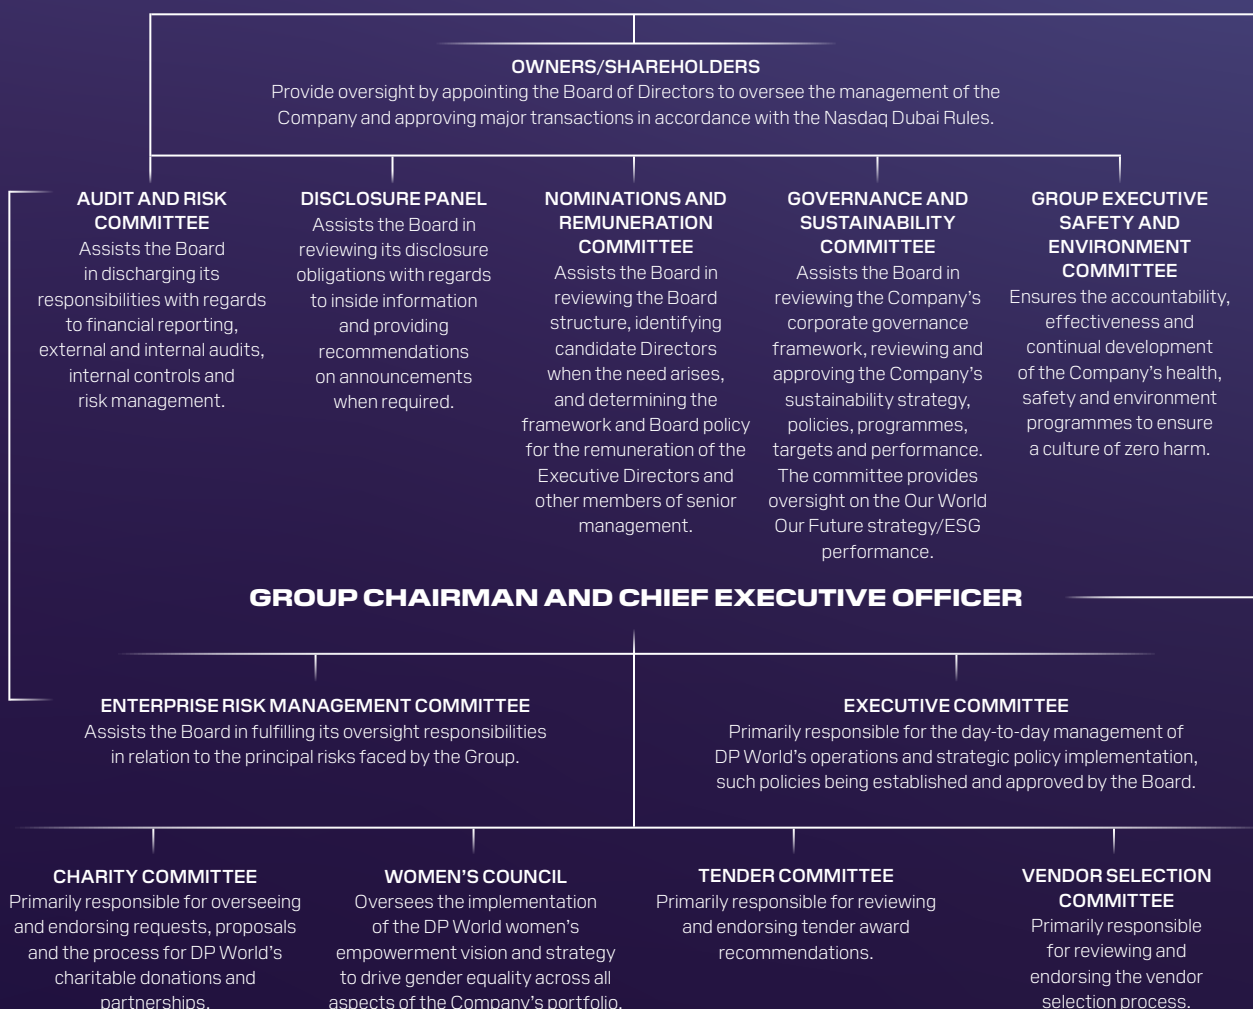 OWNERS/SHAREHOLDERS
Provide oversight by appointing the Board of Directors to oversee the management of the
Company and approving major transactions in accordance with the Nasdaq Dubai Rules.
AUDIT AND RISK
COMMITTEE
Assists the Board
in discharging its
responsibilities with regards
to financial reporting,
external and internal audits,
internal controls and
risk management.
DISCLOSURE PANEL
Assists the Board in
reviewing its disclosure
obligations with regards
to inside information
and providing
recommendations
on announcements
when required.
NOMINATIONS AND
REMUNERATION
COMMITTEE
Assists the Board in
reviewing the Board
structure, identifying
candidate Directors
when the need arises,
and determining the
framework and Board policy
for the remuneration of the
Executive Directors and
other members of senior
management.
GOVERNANCE AND
SUSTAINABILITY
COMMITTEE
Assists the Board in
reviewing the Company's
corporate governance
framework, reviewing and
approving the Company's
sustainability strategy,
policies, programmes,
targets and performance.
The committee provides
oversight on the Our World
Our Future strategy/ESG
performance.
GROUP EXECUTIVE
SAFETY AND
ENVIRONMENT
COMMITTEE
Ensures the accountability,
effectiveness and
continual development
of the Company's health,
safety and environment
programmes to ensure
a culture of zero harm.
GROUP CHAIRMAN AND CHIEF EXECUTIVE OFFICER
ENTERPRISE RISK MANAGEMENT COMMITTEE
Assists the Board in fulfilling its oversight responsibilities
in relation to the principal risks faced by the Group.
EXECUTIVE COMMITTEE
Primarily responsible for the day-to-day management of
DP World's operations and strategic policy implementation,
such policies being established and approved by the Board.
CHARITY COMMITTEE
Primarily responsible for overseeing
and endorsing requests, proposals
and the process for DP World's
charitable donations and
partnerships.
WOMEN'S COUNCIL
Oversees the implementation
of the DP World women's
empowerment vision and strategy
to drive gender equality across all
aspects of the Company's portfolio.
TENDER COMMITTEE
Primarily responsible for reviewing
and endorsing tender award
recommendations.
VENDOR SELECTION
COMMITTEE
Primarily responsible
for reviewing and
endorsing the vendor
selection process.